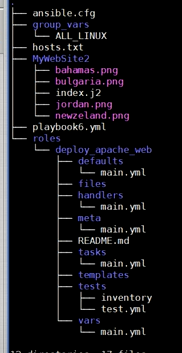 .
├── ansible.cfg
├── group_vars
│   └── ALL_LINUX
├── hosts.txt
├── MyWebSite2
│   ├── bahamas.png
│   ├── bulgaria.png
│   ├── index.j2
│   ├── jordan.png
│   └── newzeland.png
├── playbook6.yml
└── roles
    └── deploy_apache_web
        ├── defaults
        │   └── main.yml
        ├── files
        ├── handlers
        │   └── main.yml
        ├── meta
        │   └── main.yml
        ├── README.md
        ├── tasks
        │   └── main.yml
        ├── templates
        ├── tests
        │   ├── inventory
        │   └── test.yml
        └── vars
            └── main.yml